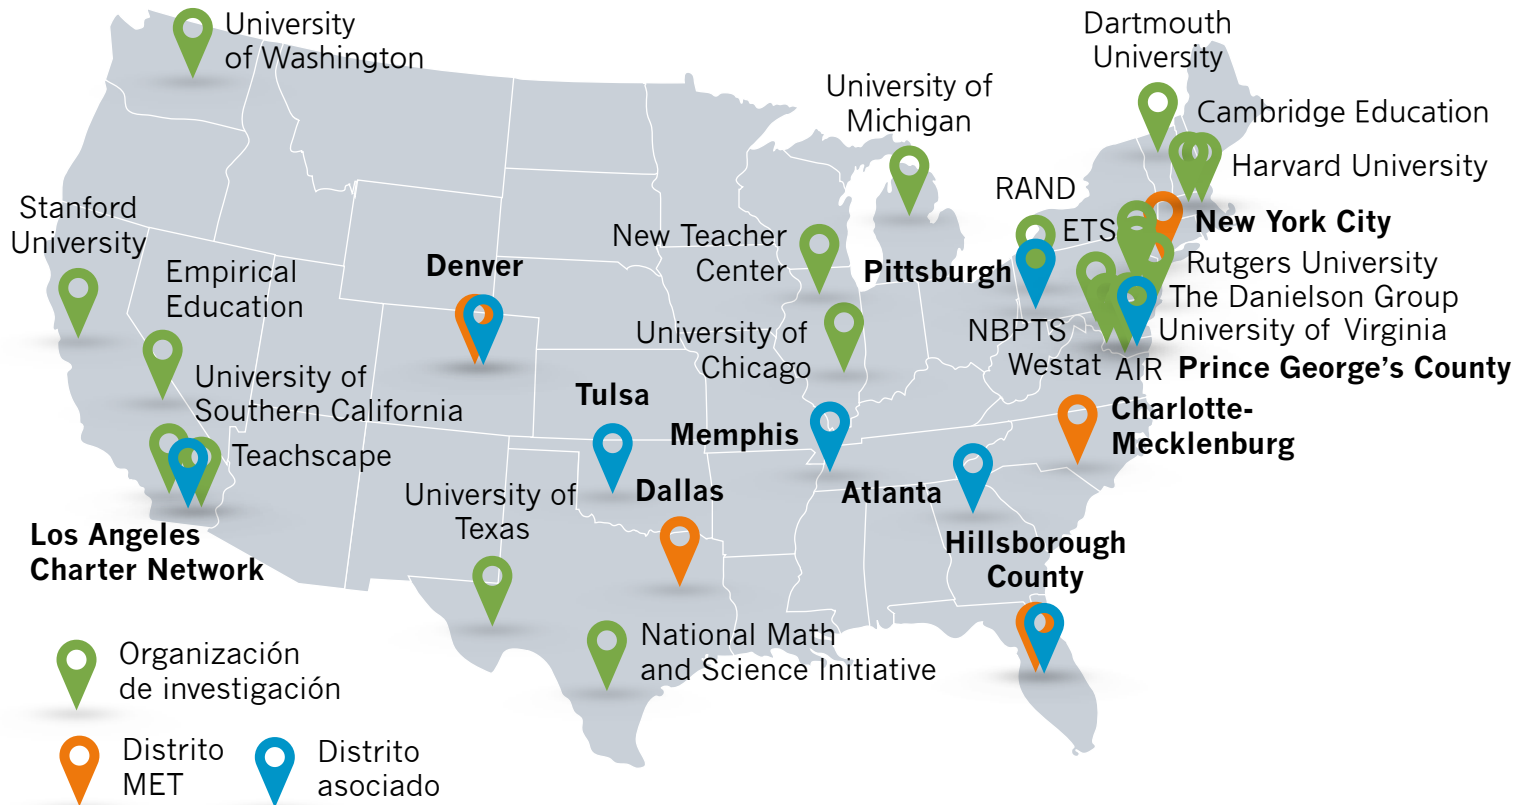 University
of Washington
Dartmouth
University
University of
Michigan
Cambridge Education
Harvard University
RAND
Stanford
University
ETS
New York City
New Teacher
Center
Denver
Pittsburgh
Empirical
Education
Rutgers University
The Danielson Group
University of
Chicago
NBPTS
University of Virginia
Westat
AIR
Prince George's County
University of
Southern California
Tulsa
Memphis
Charlotte-
Mecklenburg
Teachscape
University of
Texas
Dallas
Atlanta
Los Angeles
Charter Network
Hillsborough
County
National Math
and Science Initiative
Organización
de investigación
Distrito
MET
Distrito
asociado